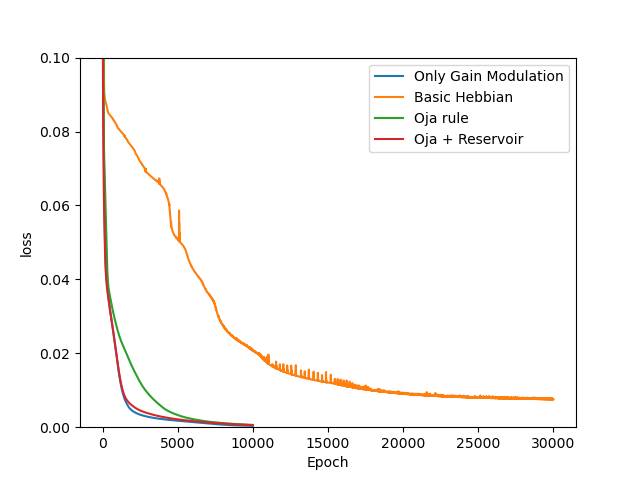 0.10
0.08
0.06
0.04
0.02
0.00
loss
0
5000
10000
15000
20000
25000
30000
Epoch
Only Gain Modulation
Basic Hebbian
Oja rule
Oja + Reservoir